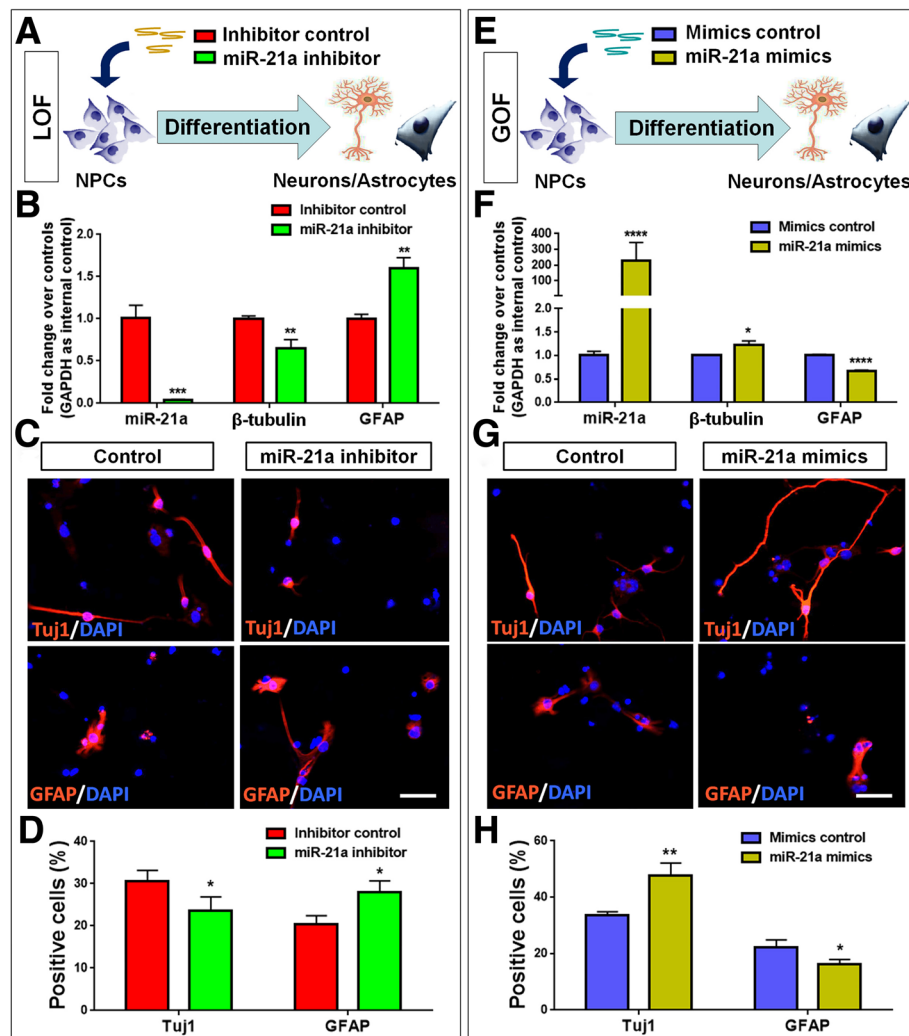 A
Inhibitor control
miR-21a inhibitor
LOF
Differentiation
NPCs
Neurons/Astrocytes
B
Inhibitor control
miR-21a inhibitor
Fold change over controls
(GAPDH as internal control)
2.0
1.5
1.0
0.5
0.0
***
**
**
miR-21a
β-tubulin
GFAP
C
Control
miR-21a inhibitor
Tuj1/DAPI
Tuj1/DAPI
GFAP/DAPI
GFAP/DAPI
D
Inhibitor control
miR-21a inhibitor
Positive cells (%)
40
30
20
10
0
*
*
Tuj1
GFAP
E
Mimics control
miR-21a mimics
GOF
Differentiation
NPCs
Neurons/Astrocytes
F
Mimics control
miR-21a mimics
Fold change over controls
(GAPDH as internal control)
400
300
200
100
2.0
1.5
1.0
0.5
0.0
****
*
****
miR-21a
β-tubulin
GFAP
G
Control
miR-21a mimics
Tuj1/DAPI
Tuj1/DAPI
GFAP/DAPI
GFAP/DAPI
H
Mimics control
miR-21a mimics
Positive cells (%)
60
40
20
0
**
*
Tuj1
GFAP